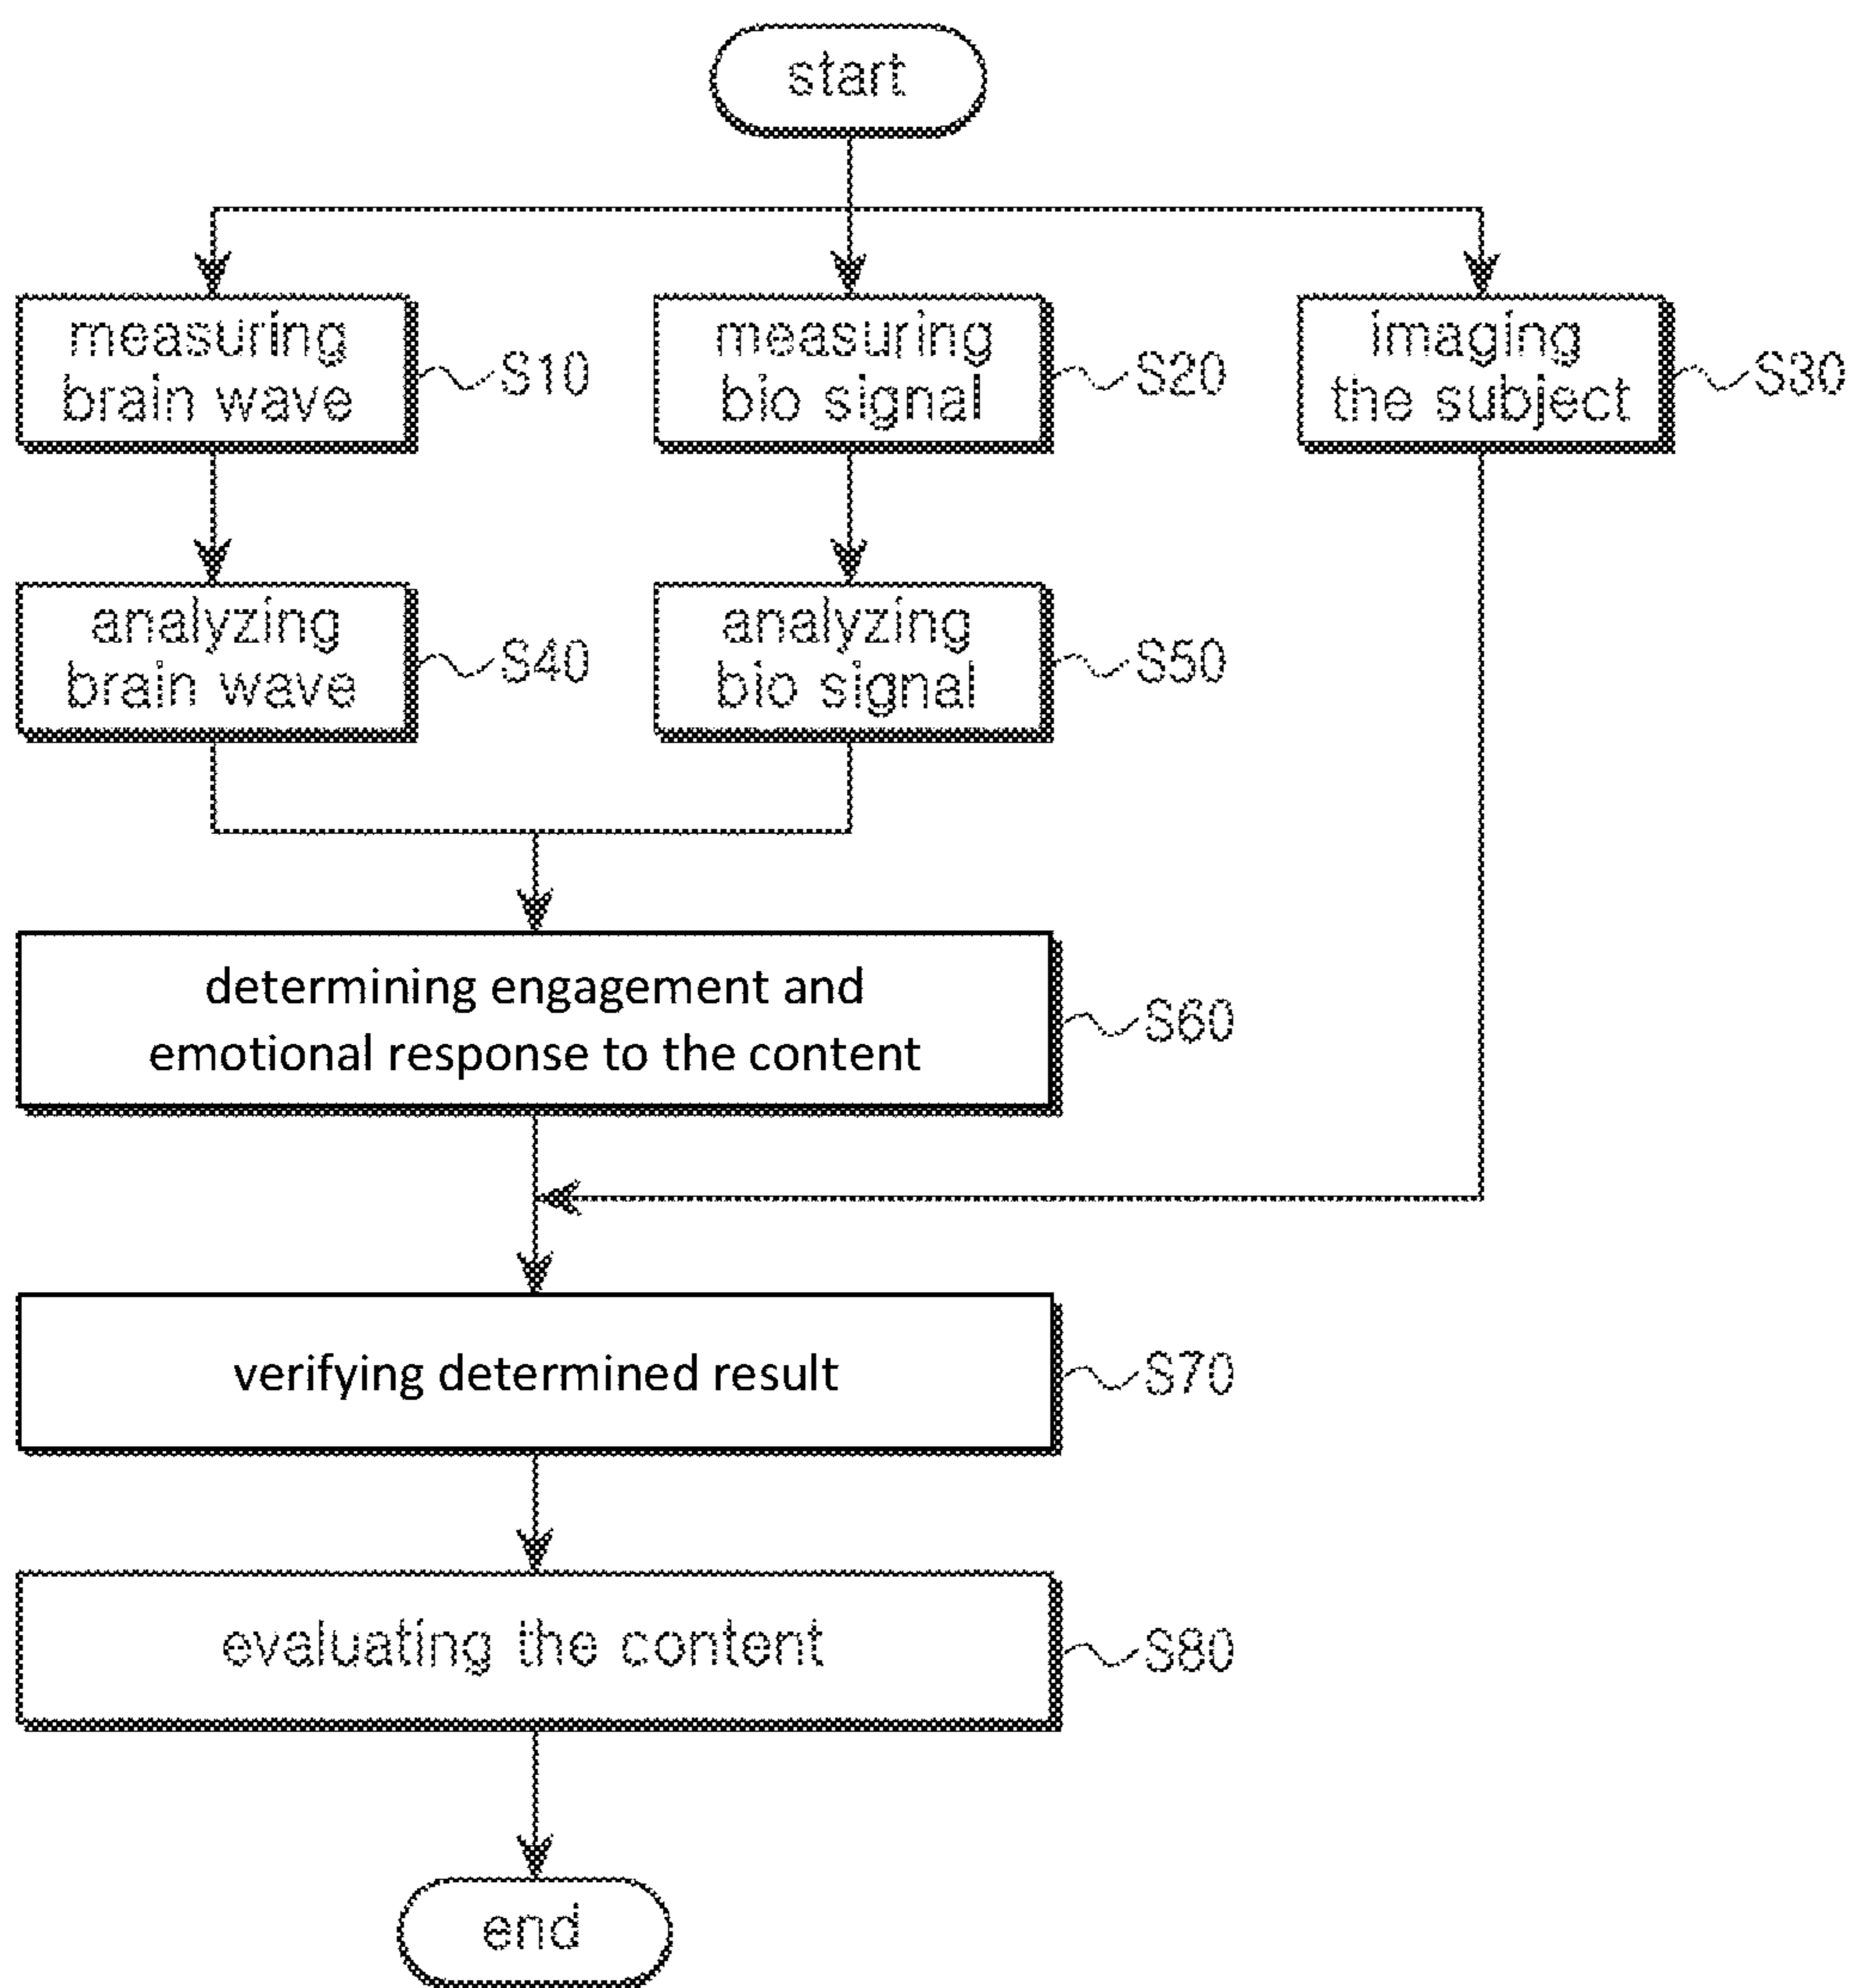 start
measuring
brain wave
S10
measuring
bio signal
S20
imaging
the subject
S30
analyzing
brain wave
S40
analyzing
bio signal
S50
determining engagement and
emotional response to the content
S60
verifying determined result
S70
evaluating the content
S80
end